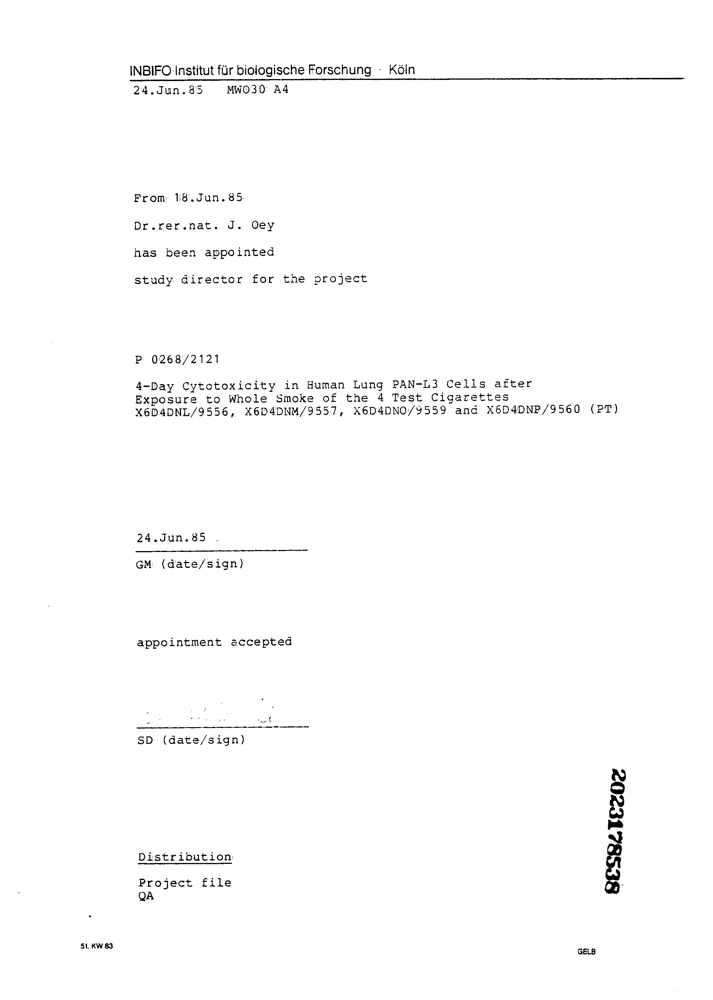 INBIFO Institut für biologische Forschung · Köln
24.Jun.85 MW030 A4
From 18.Jun.85
Dr.rer.nat. J. Oey
has been appointed
study director for the project
P 0268/2121
4-Day Cytotoxicity in Human Lung PAN-L3 Cells after
Exposure to Whole Smoke of the 4 Test Cigarettes
X6D4DNL/9556, X6D4DNM/9557, X6D4DNO/9559 and X6D4DNP/9560 (PT)
24.Jun.85
GM (date/sign)
appointment accepted
SD (date/sign)
2023178538
Distribution
Project file
QA
51. KW 83
GELB